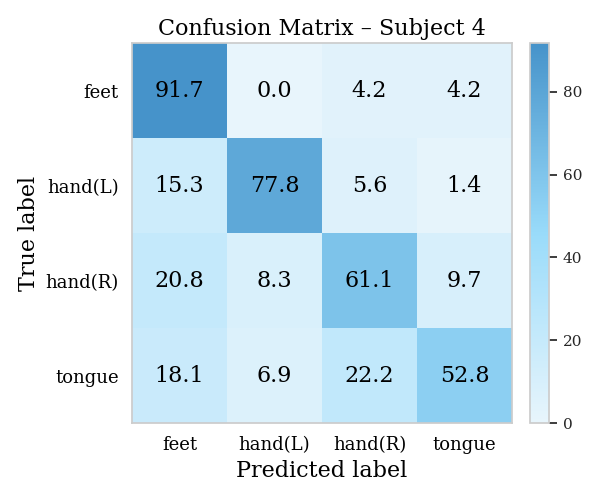 Confusion Matrix – Subject 4
feet 91.7 0.0 4.2 4.2
hand(L) 15.3 77.8 5.6 1.4
hand(R) 20.8 8.3 61.1 9.7
tongue 18.1 6.9 22.2 52.8
feet hand(L) hand(R) tongue
Predicted label
True label
80
60
40
20
0